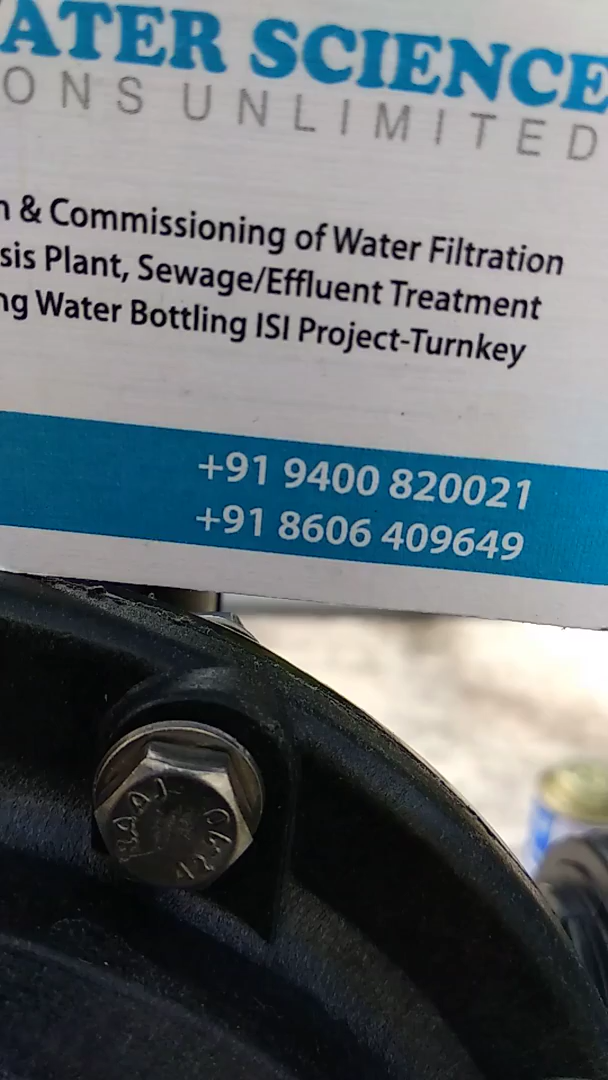 ATER SCIENCE
ONS UNLIMITED
& Commissioning of Water Filtration
sis Plant, Sewage/Effluent Treatment
ng Water Bottling ISI Project-Turnkey
+91 9400 820021
+91 8606 409649